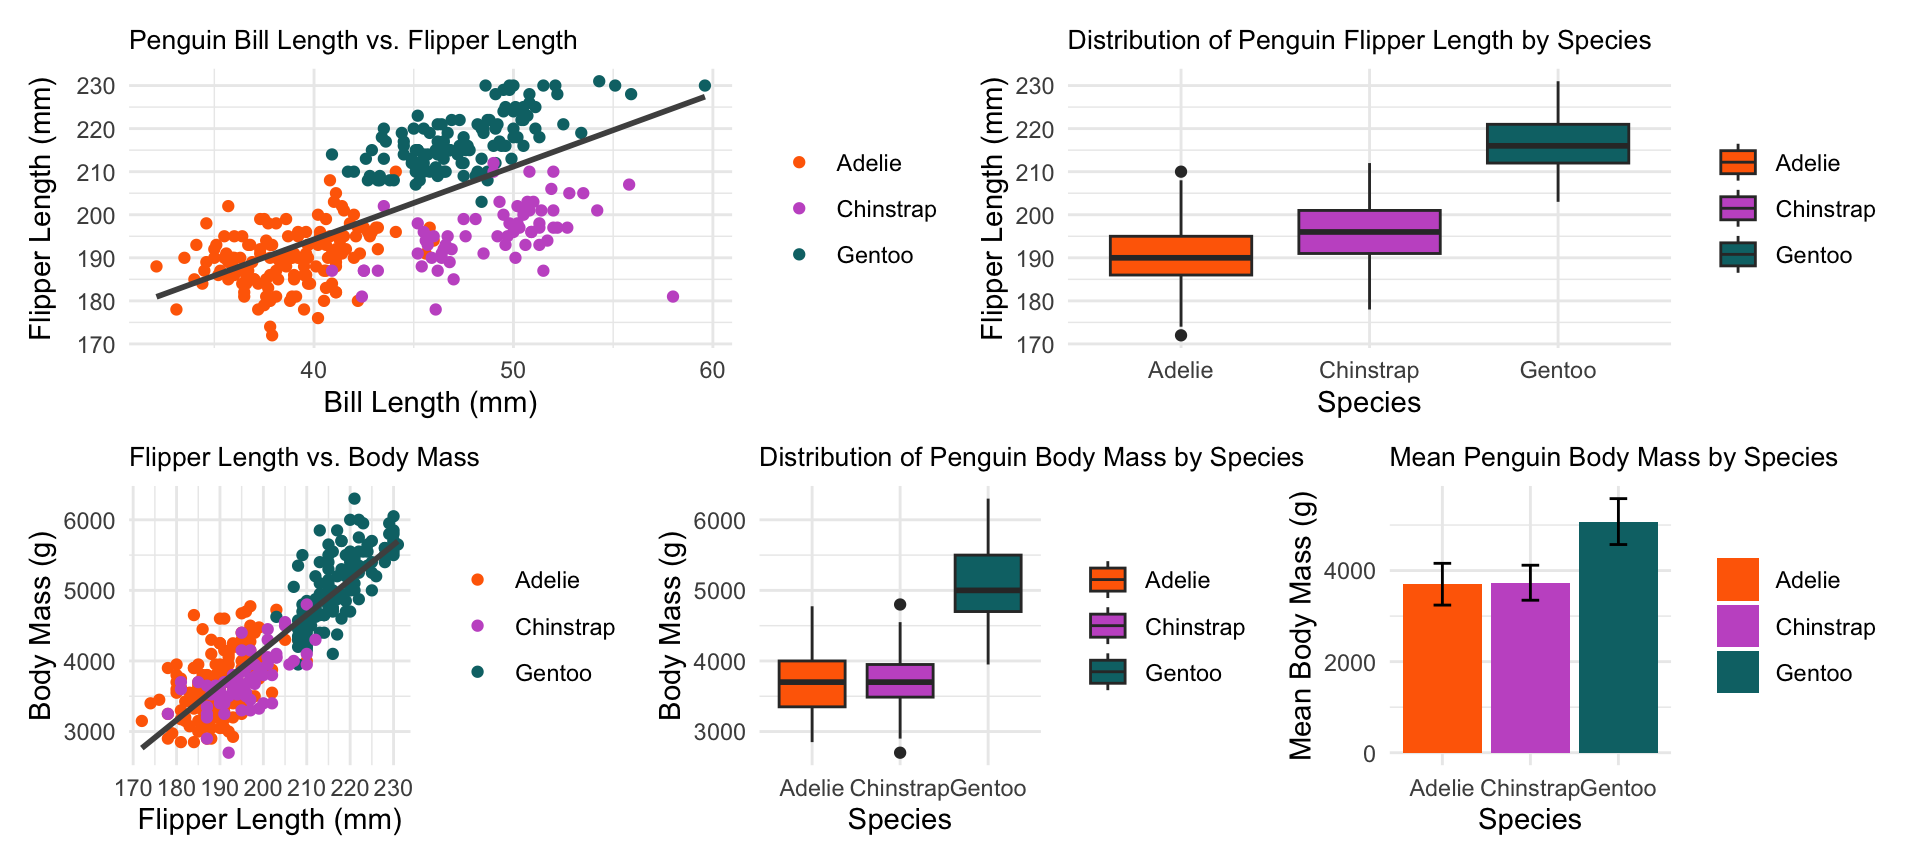 Penguin Bill Length vs. Flipper Length
Flipper Length (mm)
230
220
210
200
190
180
170
40 50 60
Bill Length (mm)
Adelie
Chinstrap
Gentoo
Distribution of Penguin Flipper Length by Species
Flipper Length (mm)
230
220
210
200
190
180
170
Adelie Chinstrap Gentoo
Species
Adelie
Chinstrap
Gentoo
Flipper Length vs. Body Mass
Body Mass (g)
6000
5000
4000
3000
170 180 190 200 210 220 230
Flipper Length (mm)
Adelie
Chinstrap
Gentoo
Distribution of Penguin Body Mass by Species
Body Mass (g)
6000
5000
4000
3000
Adelie Chinstrap Gentoo
Species
Adelie
Chinstrap
Gentoo
Mean Penguin Body Mass by Species
Mean Body Mass (g)
4000
2000
0
Adelie Chinstrap Gentoo
Species
Adelie
Chinstrap
Gentoo